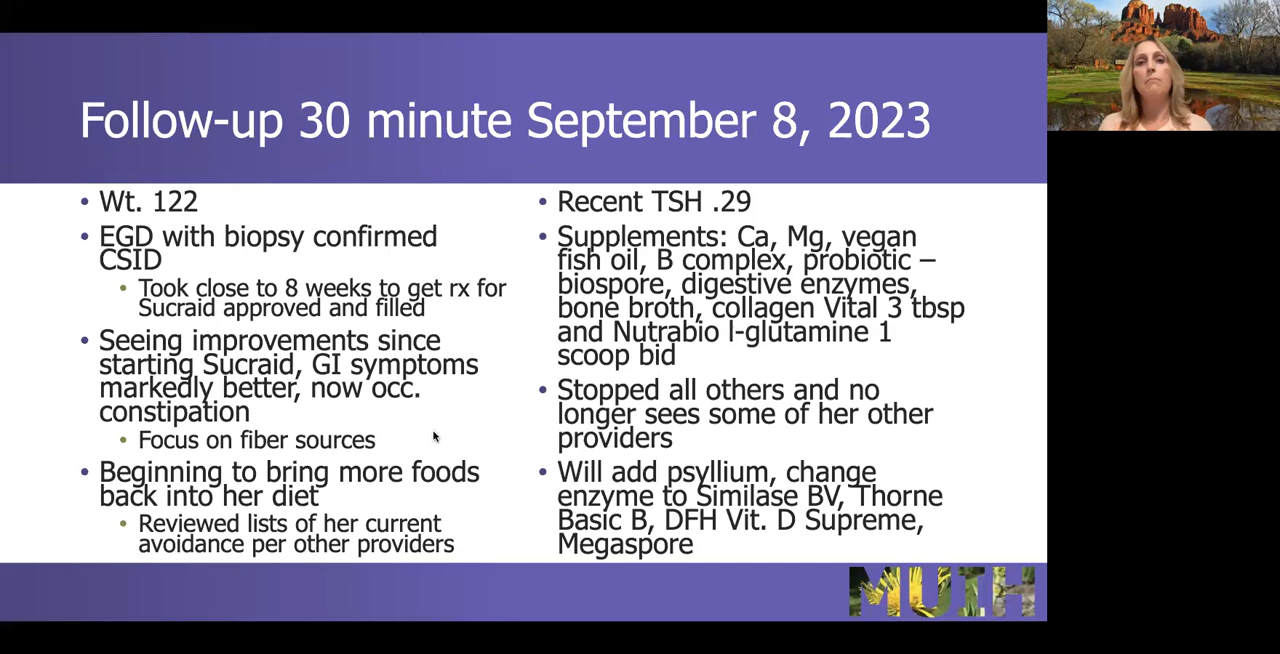 Follow-up 30 minute September 8, 2023
• Wt. 122
• EGD with biopsy confirmed
CSID
• Took close to 8 weeks to get rx for
Sucraid approved and filled
• Seeing improvements since
starting Sucraid, GI symptoms
markedly better, now occ.
constipation
• Focus on fiber sources
• Beginning to bring more foods
back into her diet
• Reviewed lists of her current
avoidance per other providers
• Recent TSH .29
• Supplements: Ca, Mg, vegan
fish oil, B complex, probiotic –
biospore, digestive enzymes,
bone broth, collagen Vital 3 tbsp
and Nutrabio l-glutamine 1
scoop bid
• Stopped all others and no
longer sees some of her other
providers
• Will add psyllium, change
enzyme to Similase BV, Thorne
Basic B, DFH Vit. D Supreme,
Megaspore
MUIH